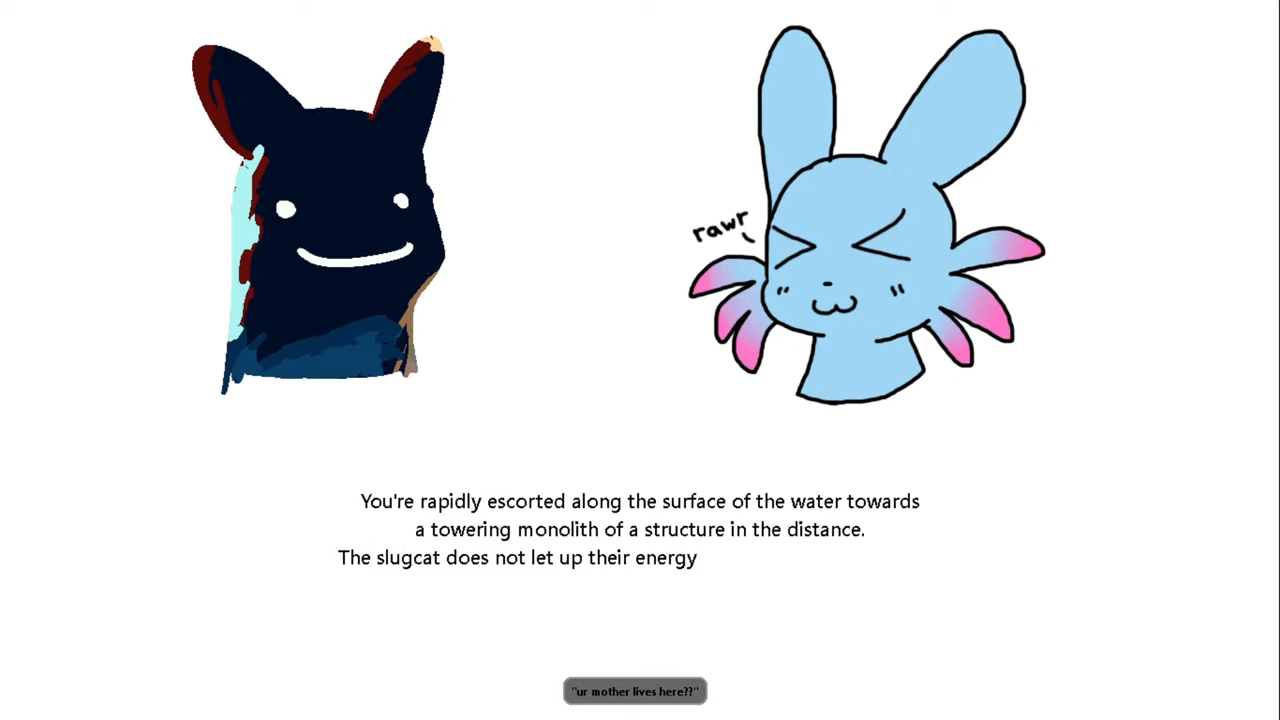 rawr
You're rapidly escorted along the surface of the water towards
a towering monolith of a structure in the distance.
The slugcat does not let up their energy
"ur mother lives here??"